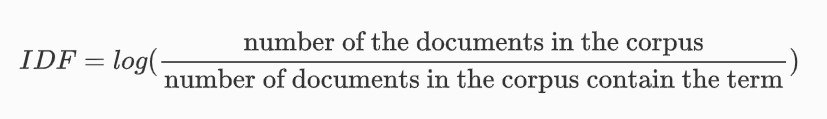 IDF = log( number of the documents in the corpus / number of documents in the corpus contain the term )